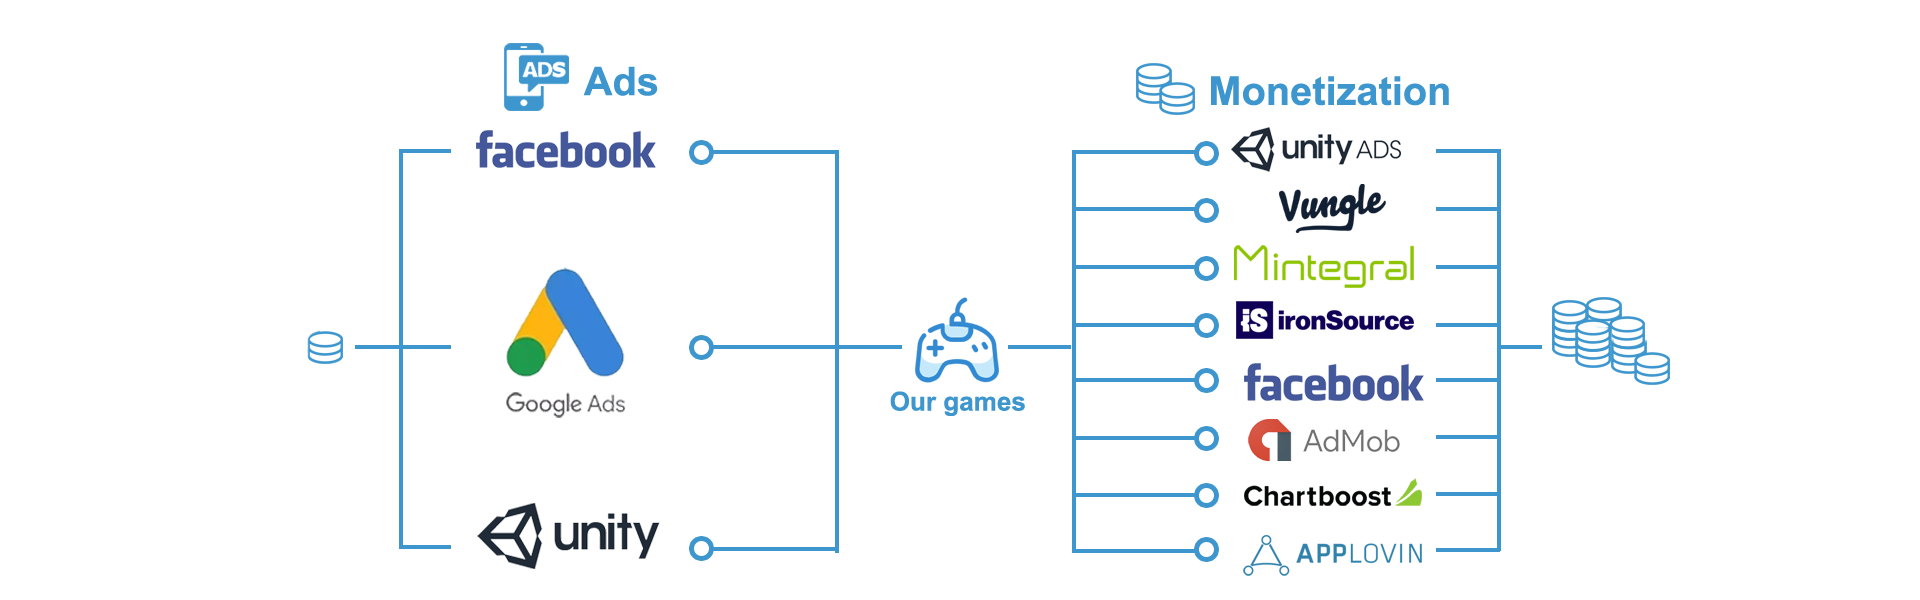 ADS
Ads
facebook
Google Ads
unity
Our games
Monetization
unity ADS
Vungle
Mintegral
iS ironSource
facebook
AdMob
Chartboost
APPLOVIN